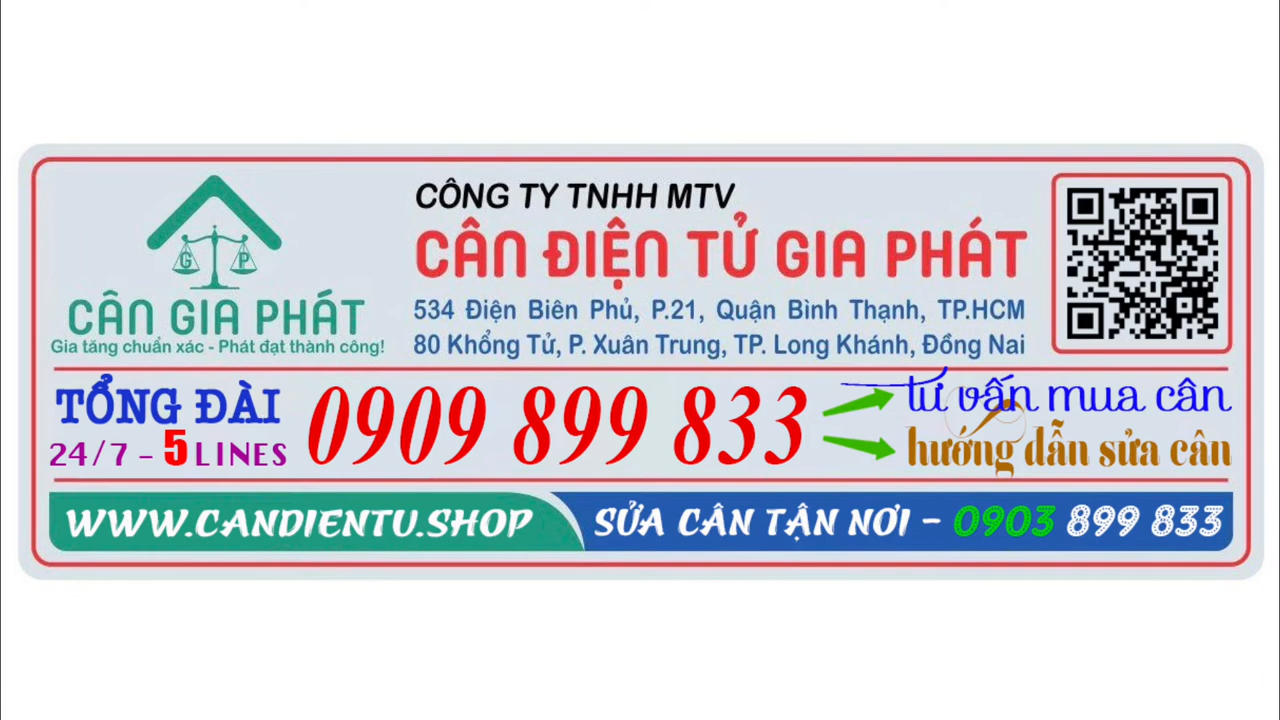 G P
CÂN GIA PHÁT
Gia tăng chuẩn xác - Phát đạt thành công!
CÔNG TY TNHH MTV
CÂN ĐIỆN TỬ GIA PHÁT
534 Điện Biên Phủ, P.21, Quận Bình Thạnh, TP.HCM
80 Khổng Tử, P. Xuân Trung, TP. Long Khánh, Đồng Nai
TỔNG ĐÀI
24/7 - 5 LINES
0909 899 833
tư vấn mua cân
hướng dẫn sửa cân
WWW.CANDIENTU.SHOP
SỬA CÂN TẬN NƠI - 0903 899 833